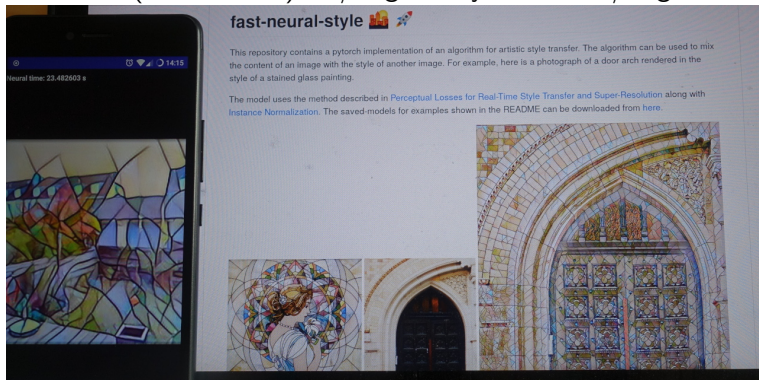 fast-neural-style
14:15
Neural time: 23.482603 s
This repository contains a pytorch implementation of an algorithm for artistic style transfer. The algorithm can be used to mix
the content of an image with the style of another image. For example, here is a photograph of a door arch rendered in the
style of a stained glass painting.
The model uses the method described in Perceptual Losses for Real-Time Style Transfer and Super-Resolution along with
Instance Normalization. The saved-models for examples shown in the README can be downloaded from here.